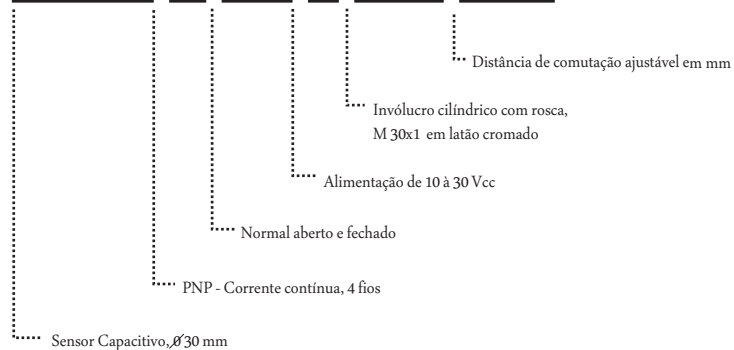 Distância de comutação ajustável em mm
Invólucro cilíndrico com rosca,
M 30x1 em latão cromado
Alimentação de 10 à 30 Vcc
Normal aberto e fechado
PNP - Corrente contínua, 4 fios
Sensor Capacitivo, Ø 30 mm